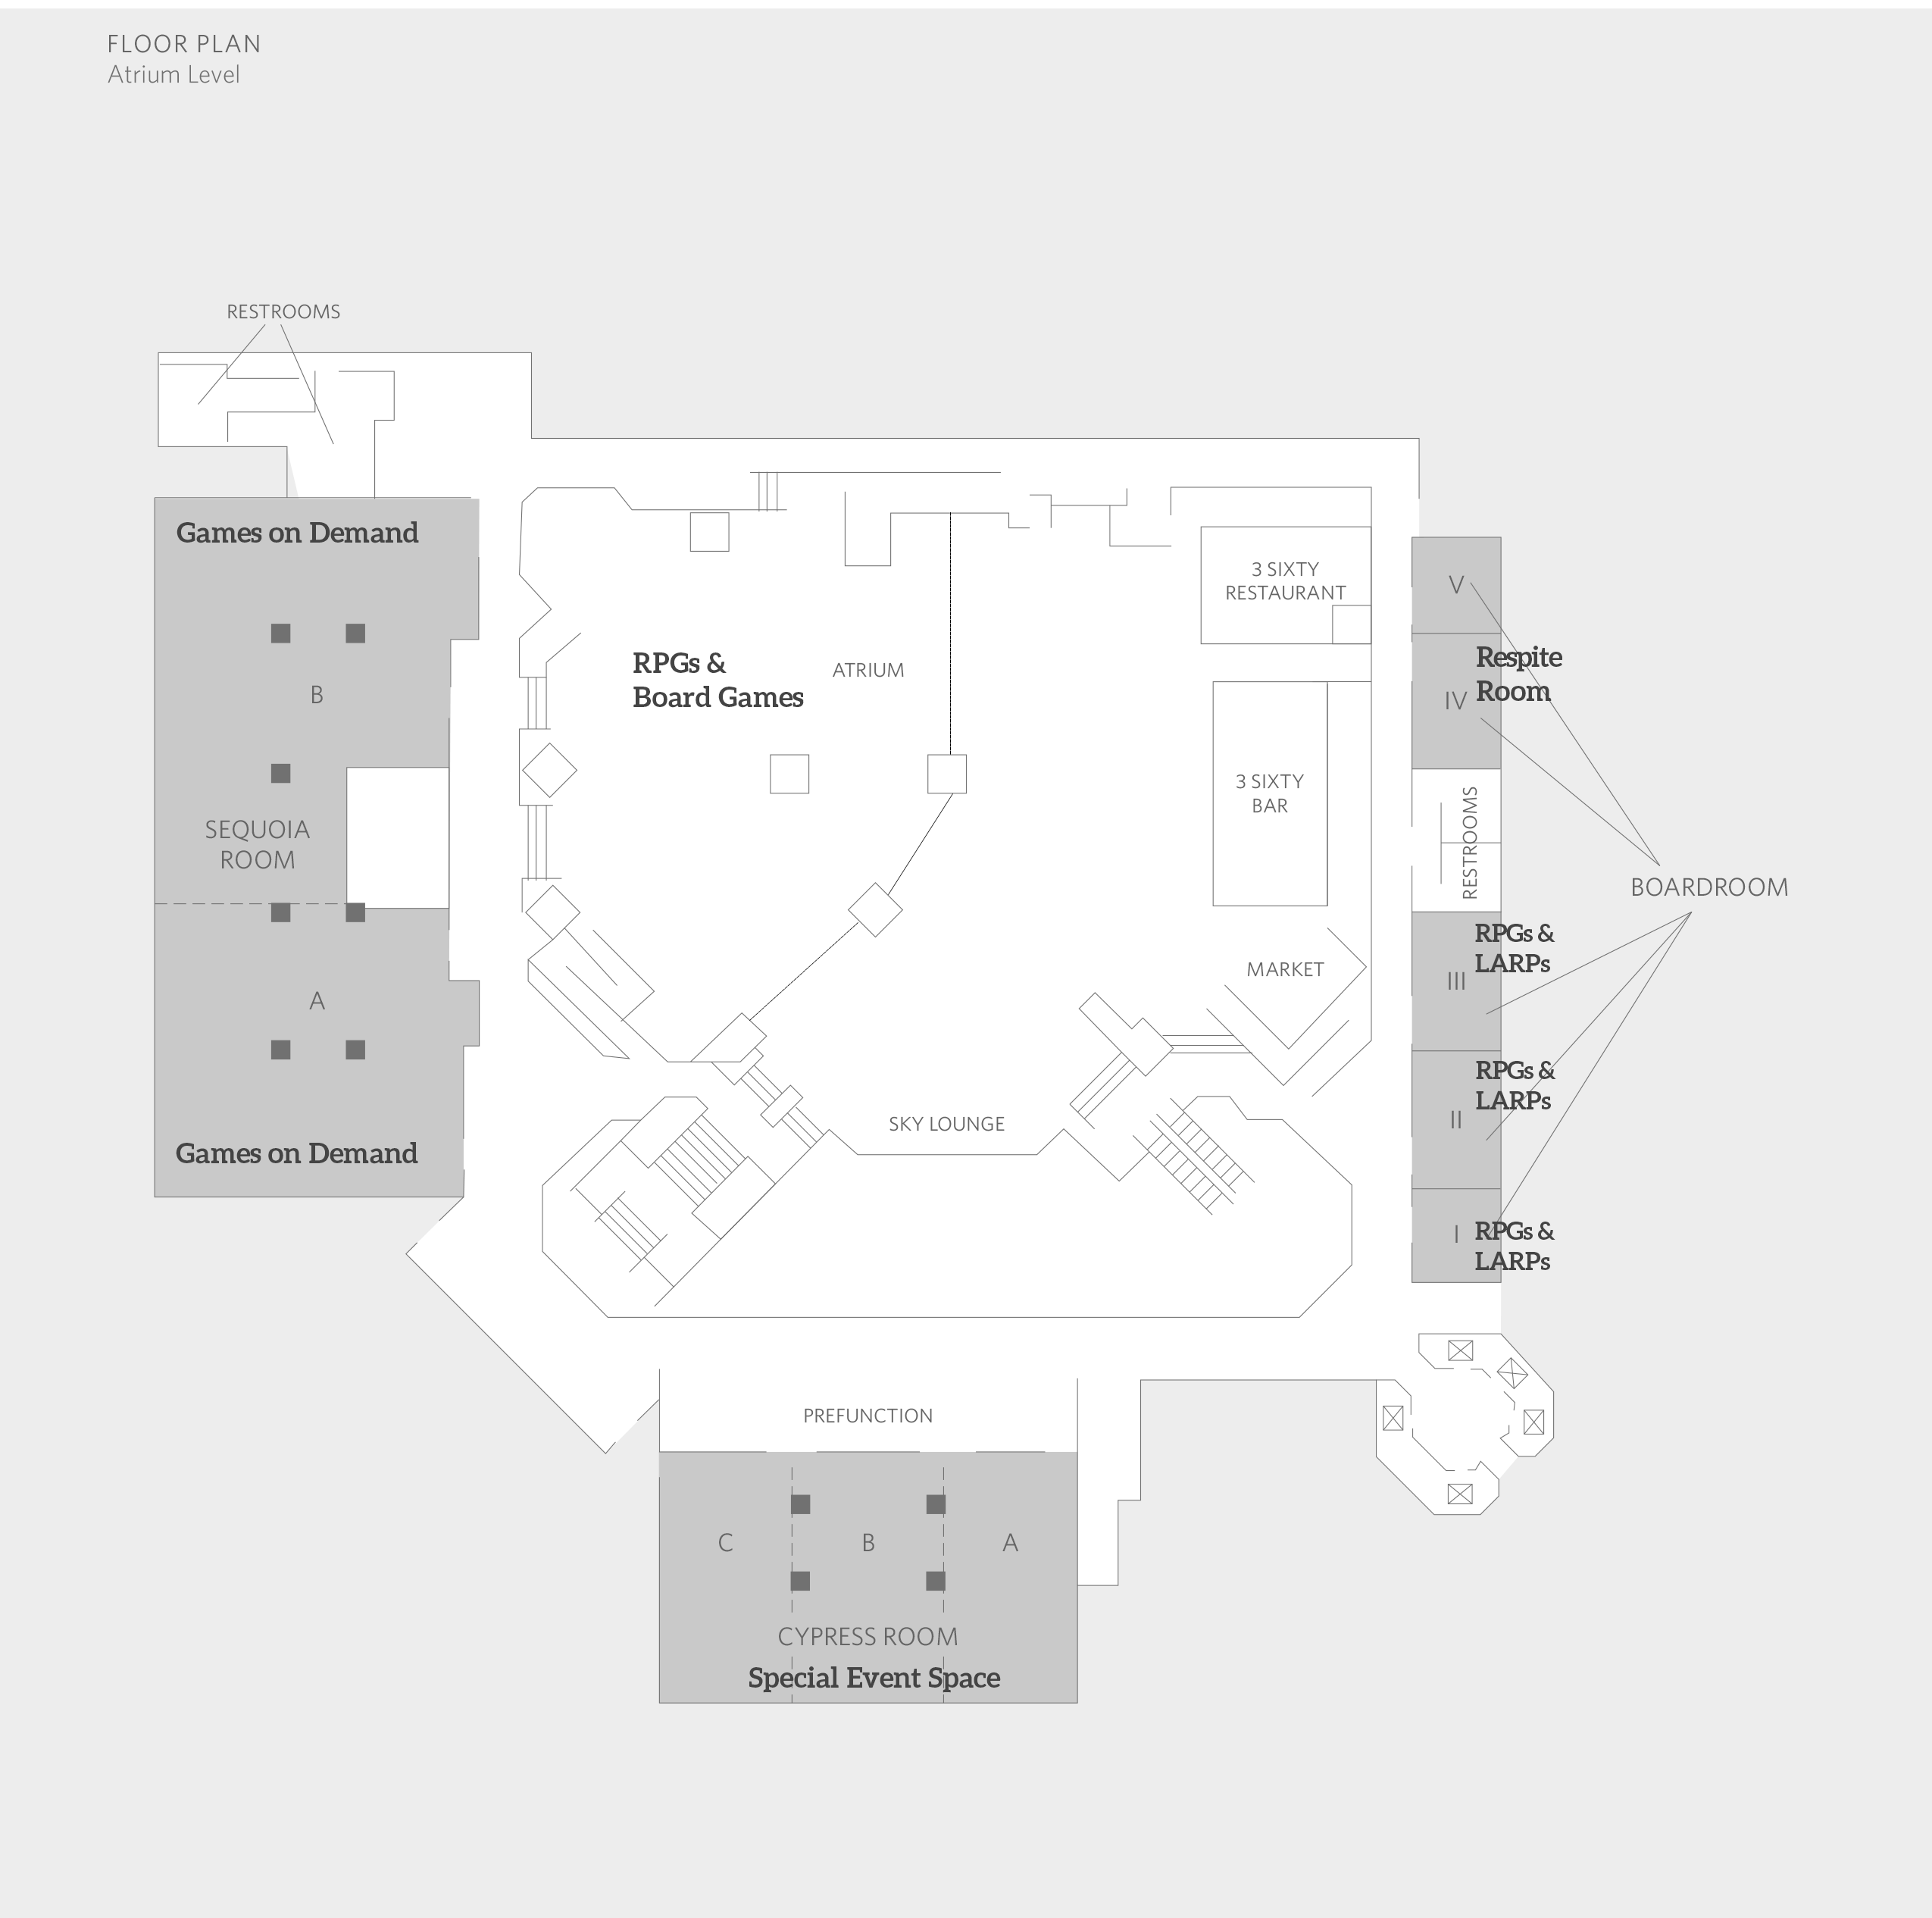 FLOOR PLAN
Atrium Level
RESTROOMS
Games on Demand
B
SEQUOIA
ROOM
A
Games on Demand
RPGs &
Board Games
ATRIUM
3 SIXTY
RESTAURANT
3 SIXTY
BAR
MARKET
SKY LOUNGE
V
Respite
Room
IV
RESTROOMS
BOARDROOM
RPGs &
LARPs
III
RPGs &
LARPs
II
RPGs &
LARPs
I
PREFUNCTION
C
B
A
CYPRESS ROOM
Special Event Space